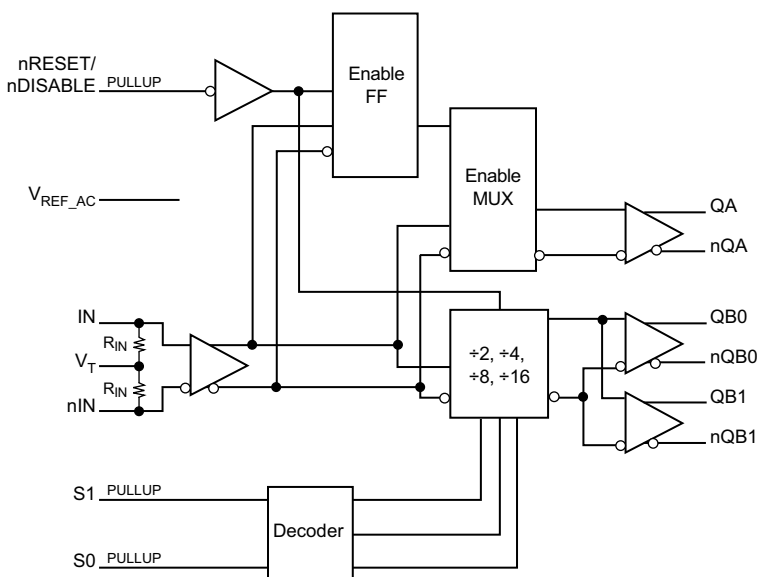 nRESET/
nDISABLE PULLUP
Enable
FF
Enable
MUX
VREF_AC
QA
nQA
IN
RIN
VT
RIN
nIN
÷2, ÷4,
÷8, ÷16
QB0
nQB0
QB1
nQB1
S1 PULLUP
Decoder
S0 PULLUP